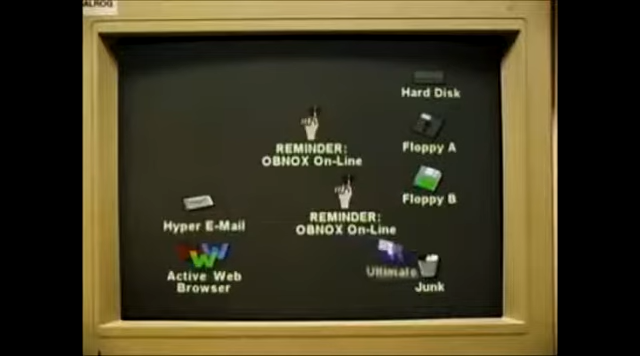 ALROG
Hard Disk
REMINDER:
OBNOX On-Line
Floppy A
Floppy B
REMINDER:
OBNOX On-Line
Hyper E-Mail
Active Web
Browser
Ultimate
Junk